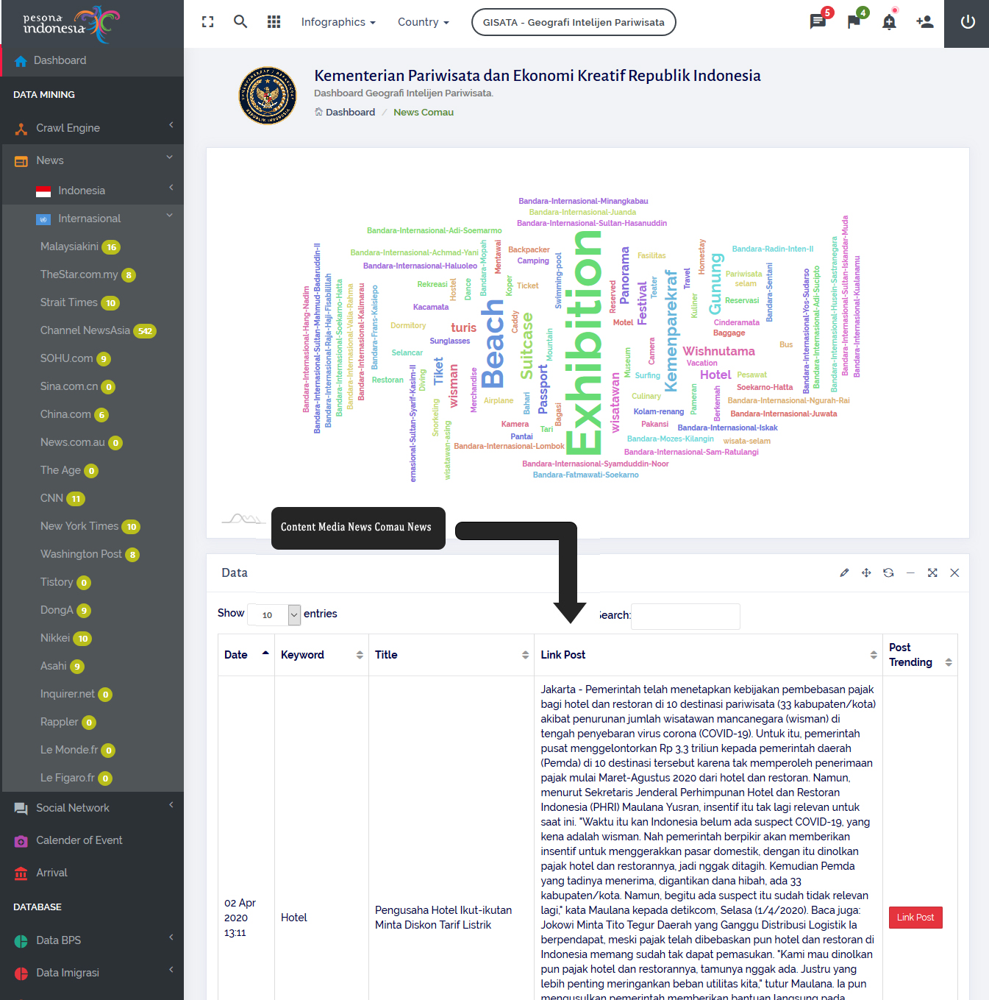 pesona
indonesia
Infographics
Country
GISATA - Geografi Intelijen Pariwisata
5
4
Dashboard
DATA MINING
Crawl Engine
News
Indonesia
Internasional
Malaysiakini 16
TheStar.com.my 8
Strait Times 10
Channel NewsAsia 542
SOHU.com 9
Sina.com.cn 0
China.com 6
News.com.au 0
The Age 0
CNN 11
New York Times 10
Washington Post 8
Tistory 0
DongA 9
Nikkei 10
Asahi 9
Inquirer.net 0
Rappler 0
Le Monde.fr 0
Le Figaro.fr 0
Social Network
Calender of Event
Arrival
DATABASE
Data BPS
Data Imigrasi
Kementerian Pariwisata dan Ekonomi Kreatif Republik Indonesia
Dashboard Geografi Intelijen Pariwisata.
Dashboard / News Comau
REPUBLIK INDONESIA
Bandara-Internasional-Minangkabau
Bandara-Internasional-Juanda
Bandara-Internasional-Sultan-Hasanuddin
Bandara-Internasional-Adi-Soemarmo
Bandara-Internasional-Achmad-Yani
Bandara-Internasional-Haluoleo
Bandara-Mopah
Mentawai
Backpacker
Camping
Swimming-pool
Exhibition
Reserved
Panorama
Fasilitas
Homestay
Bandara-Radin-Inten-II
Rekreasi
Hostel
Dance
Koper
Ticket
Festival
Teater
Travel
Gunung
Pariwisata
selam
Bandara-Sentani
Reservasi
Kacamata
Beach
Caddy
Suitcase
Mountain
Motel
Kemenparekraf
Kuliner
Cinderamata
Baggage
Dormitory
turis
Sunglasses
Selancar
Tiket
wisman
Merchandise
Camera
Museum
Wishnutama
Vacation
Bus
Restoran
Diving
Airplane
Bahari
Passport
Bagasi
wisatawan
Surfing
Hotel
Pesawat
Soekarno-Hatta
Culinary
Pameran
Berkemah
Kolam-renang
Bandara-Internasional-Ngurah-Rai
Bandara-Internasional-Juwata
Snorkeling
wisatawan-asing
Kamera
Tari
Pantai
Pakansi
Bandara-Internasional-Iskak
Bandara-Internasional-Lombok
Bandara-Mozes-Kilangin
wisata-selam
Bandara-Internasional-Sam-Ratulangi
Bandara-Internasional-Syamduddin-Noor
Bandara-Fatmawati-Soekarno
Bandara-Internasional-Hang-Nadim
Bandara-Internasional-Sultan-Mahmud-Badaruddin-II
Bandara-Internasional-Raja-Haji-Fisabilillah
Bandara-Internasional-Soekarno-Hatta
Bandara-Internasional-Valia-Rahma
Bandara-Internasional-Kalimarau
Bandara-Frans-Kaisiepo
ernasional-Sultan-Syarif-Kasim-II
Bandara-Internasional-Yos-Sudarso
Bandara-Internasional-Adi-Sucipto
Bandara-Internasional-Husein-Sastranegara
Bandara-Internasional-Sultan-Iskandar-Muda
Bandara-Internasional-Kualanamu
Content Media News Comau News
Data
Show 10 entries
Search:
Date Keyword Title Link Post Post
Trending
02 Apr
2020
13:11
Hotel
Pengusaha Hotel Ikut-ikutan
Minta Diskon Tarif Listrik
Jakarta - Pemerintah telah menetapkan kebijakan pembebasan pajak
bagi hotel dan restoran di 10 destinasi pariwisata (33 kabupaten/kota)
akibat penurunan jumlah wisatawan mancanegara (wisman) di
tengah penyebaran virus corona (COVID-19). Untuk itu, pemerintah
pusat menggelontorkan Rp 3,3 triliun kepada pemerintah daerah
(Pemda) di 10 destinasi tersebut karena tak memperoleh penerimaan
pajak mulai Maret-Agustus 2020 dari hotel dan restoran. Namun,
menurut Sekretaris Jenderal Perhimpunan Hotel dan Restoran
Indonesia (PHRI) Maulana Yusran, insentif itu tak lagi relevan untuk
saat ini. "Waktu itu kan Indonesia belum ada suspect COVID-19, yang
kena adalah wisman. Nah pemerintah berpikir akan memberikan
insentif untuk menggerakkan pasar domestik, dengan itu dinolkan
pajak hotel dan restorannya, jadi nggak ditagih. Kemudian Pemda
yang tadinya menerima, digantikan dana hibah, ada 33
kabupaten/kota. Namun, begitu ada suspect itu sudah tidak relevan
lagi," kata Maulana kepada detikcom, Selasa (1/4/2020). Baca juga:
Jokowi Minta Tito Tegur Daerah yang Ganggu Distribusi Logistik Ia
berpendapat, meski pajak telah dibebaskan pun hotel dan restoran di
Indonesia memang sudah tak dapat pemasukan. "Kami mau dinolkan
pun pajak hotel dan restorannya, tamunya nggak ada. Justru yang
lebih penting meringankan beban utilitas kita," tutur Maulana. Ia pun
mengusulkan pemerintah memberikan bantuan langsung pada
Link Post